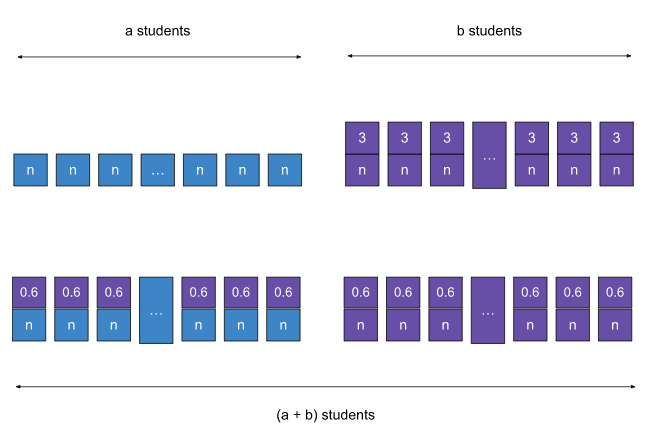 a students b students
3 3 3 3 3 3
n n n ... n n n n n n ... n n n
0.6 0.6 0.6 0.6 0.6 0.6 0.6 0.6 0.6 0.6 0.6 0.6
... ...
n n n n n n n n n n n n
(a + b) students